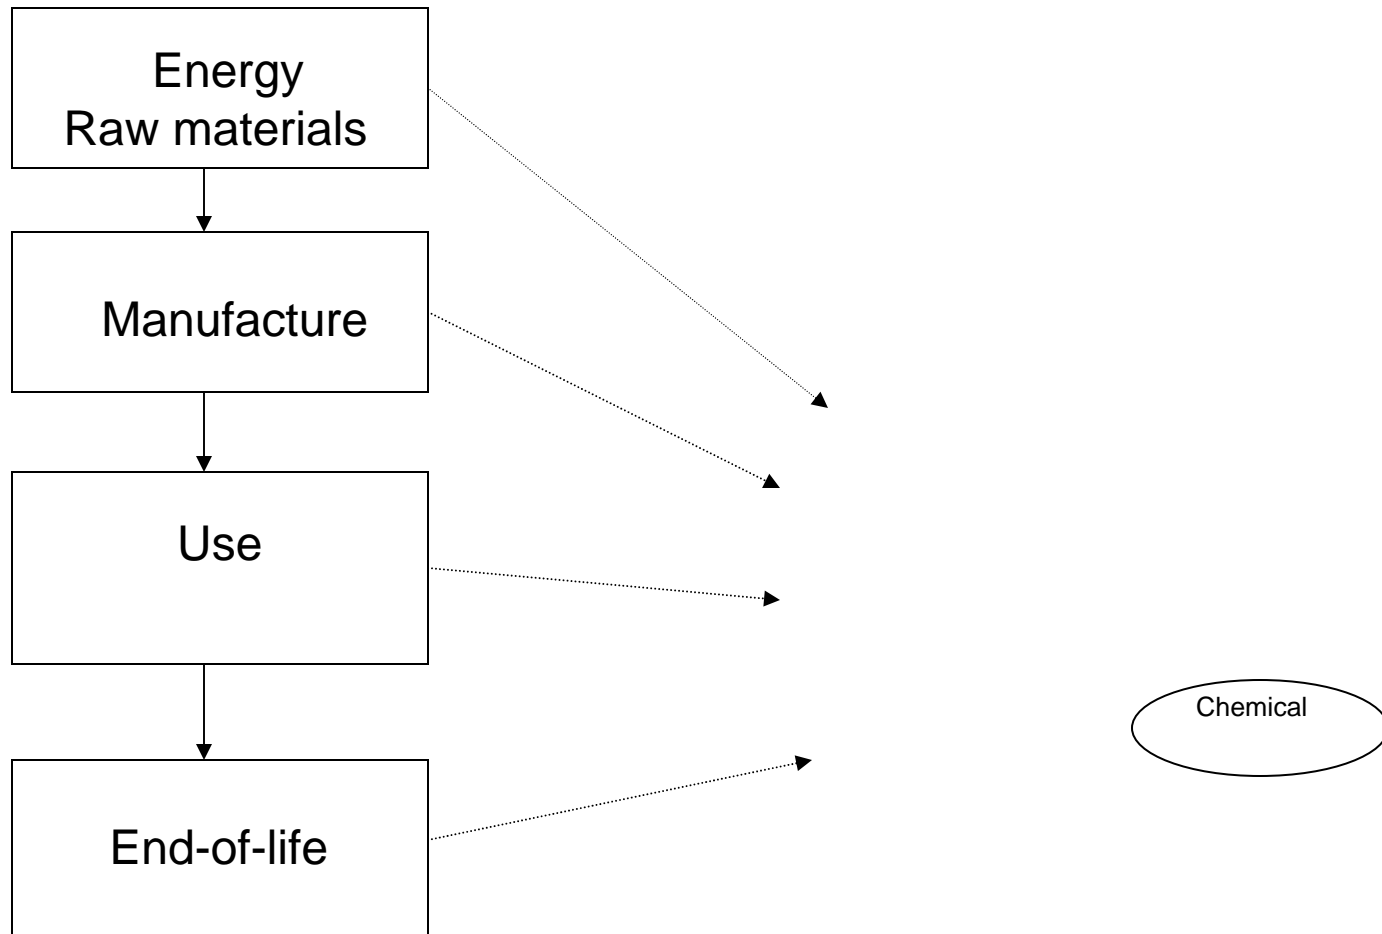 Energy
Raw materials
Manufacture
Use
Chemical
End-of-life